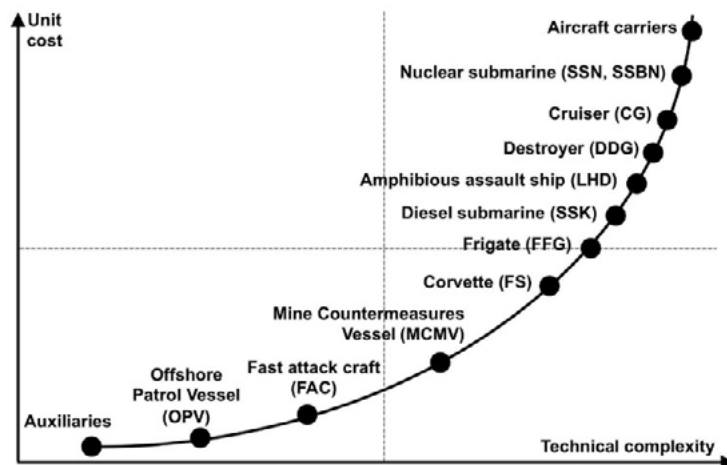 Unit
cost
Aircraft carriers
Nuclear submarine (SSN, SSBN)
Cruiser (CG)
Destroyer (DDG)
Amphibious assault ship (LHD)
Diesel submarine (SSK)
Frigate (FFG)
Corvette (FS)
Mine Countermeasures
Vessel (MCMV)
Fast attack craft
(FAC)
Offshore
Patrol Vessel
(OPV)
Auxiliaries
Technical complexity